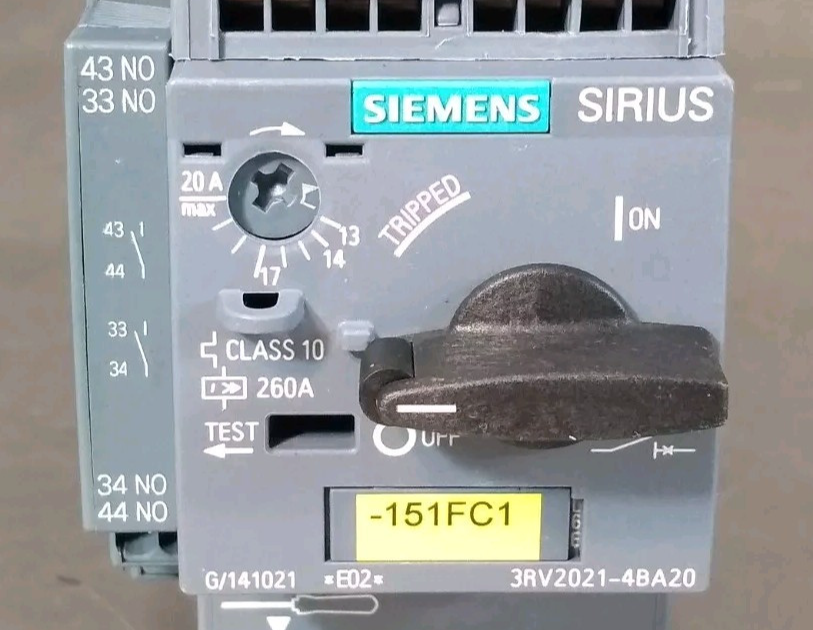 43 NO
33 NO
SIEMENS SIRIUS
20 A
max
TRIPPED
ON
13
14
17
43
44
33
34
CLASS 10
260A
TEST
OFF
34 NO
44 NO
-151FC1
G/141021 *E02* 3RV2021-4BA20